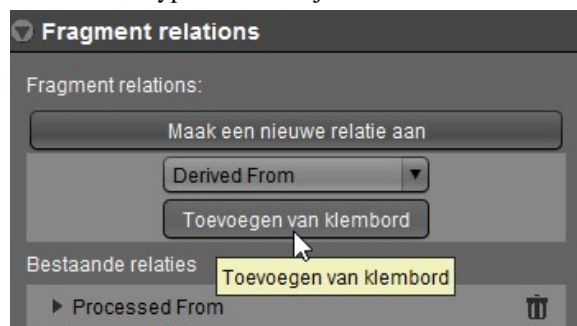 Fragment relations
Fragment relations:
Maak een nieuwe relatie aan
Derived From
Toevoegen van klembord
Bestaande relaties
Toevoegen van klembord
Processed From